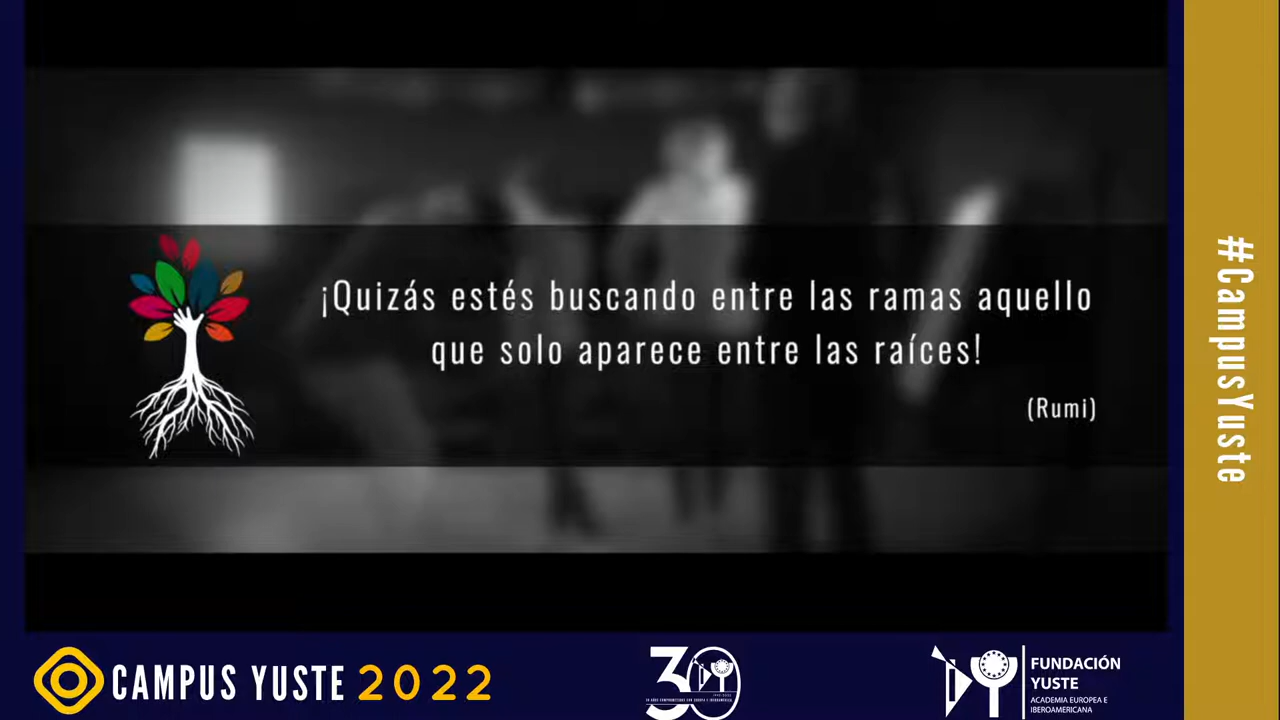 ¡Quizás estés buscando entre las ramas aquello
que solo aparece entre las raíces!
(Rumi)
#CampusYuste
CAMPUS YUSTE 2022
30
FUNDACIÓN
YUSTE
ACADEMIA EUROPEA E
IBEROAMERICANA